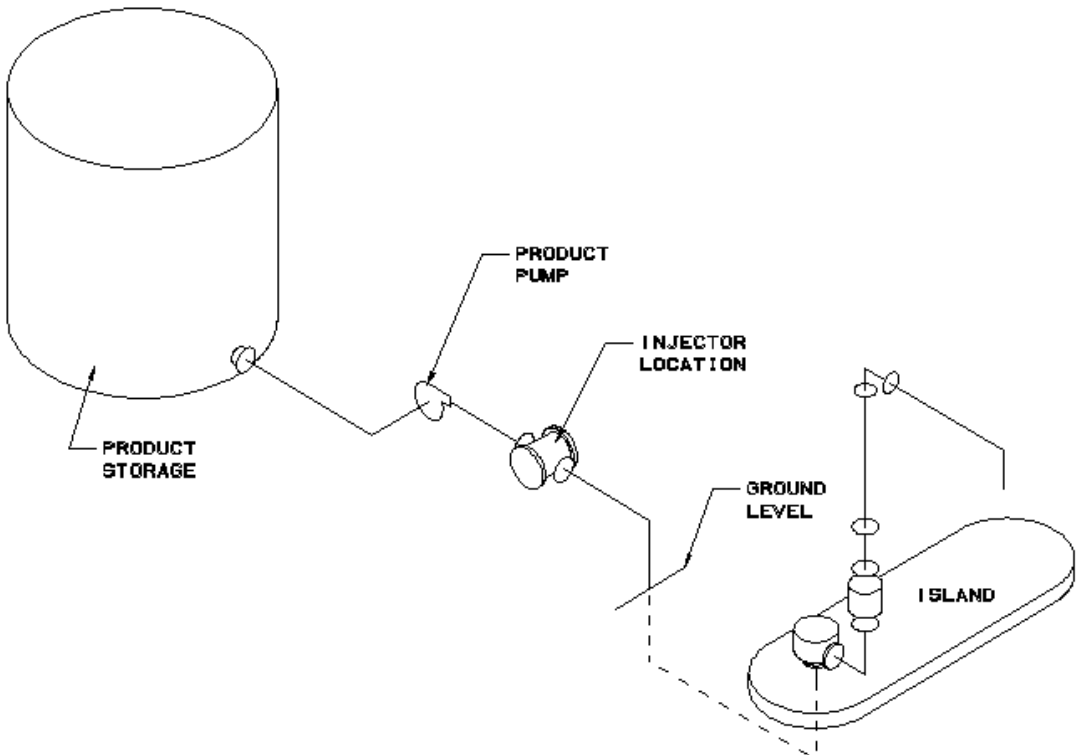 PRODUCT
PUMP
INJECTOR
LOCATION
PRODUCT
STORAGE
GROUND
LEVEL
ISLAND